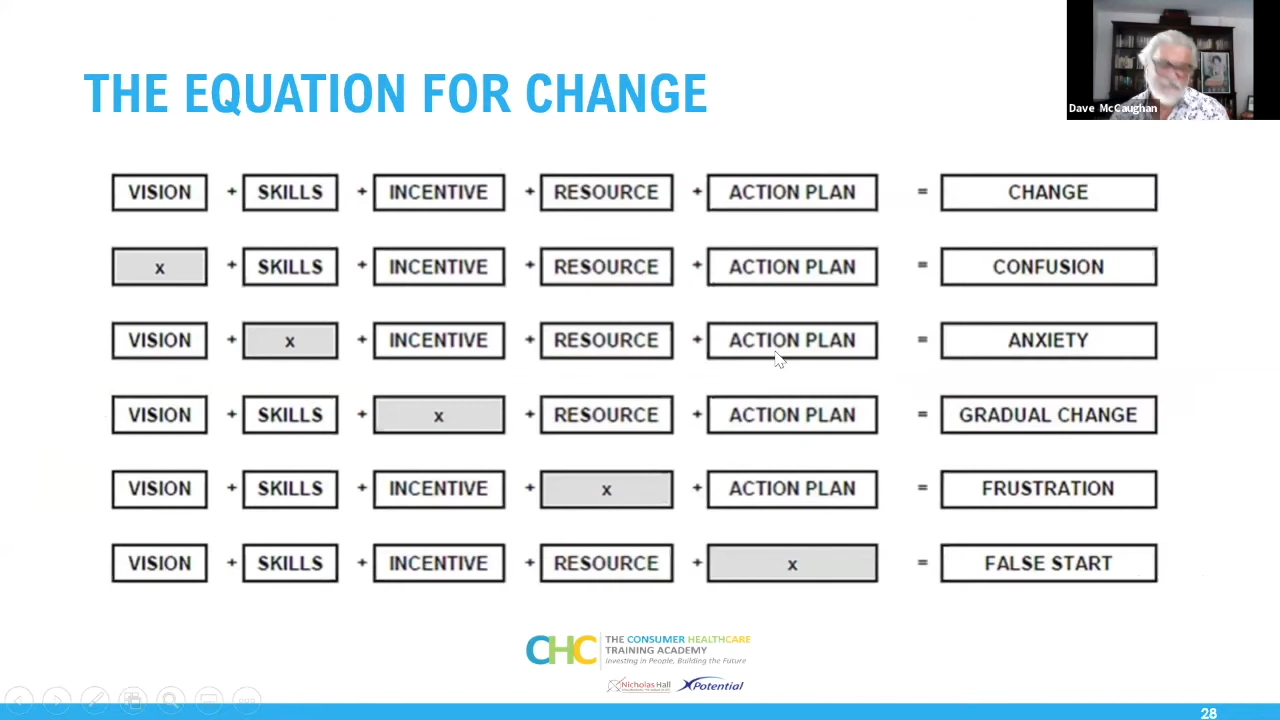 THE EQUATION FOR CHANGE
Dave McCaughan
VISION + SKILLS + INCENTIVE + RESOURCE + ACTION PLAN = CHANGE
x + SKILLS + INCENTIVE + RESOURCE + ACTION PLAN = CONFUSION
VISION + x + INCENTIVE + RESOURCE + ACTION PLAN = ANXIETY
VISION + SKILLS + x + RESOURCE + ACTION PLAN = GRADUAL CHANGE
VISION + SKILLS + INCENTIVE + x + ACTION PLAN = FRUSTRATION
VISION + SKILLS + INCENTIVE + RESOURCE + x = FALSE START
CHC
THE CONSUMER HEALTHCARE
TRAINING ACADEMY
Investing in People, Building the Future
Nicholas Hall
XPotential
28